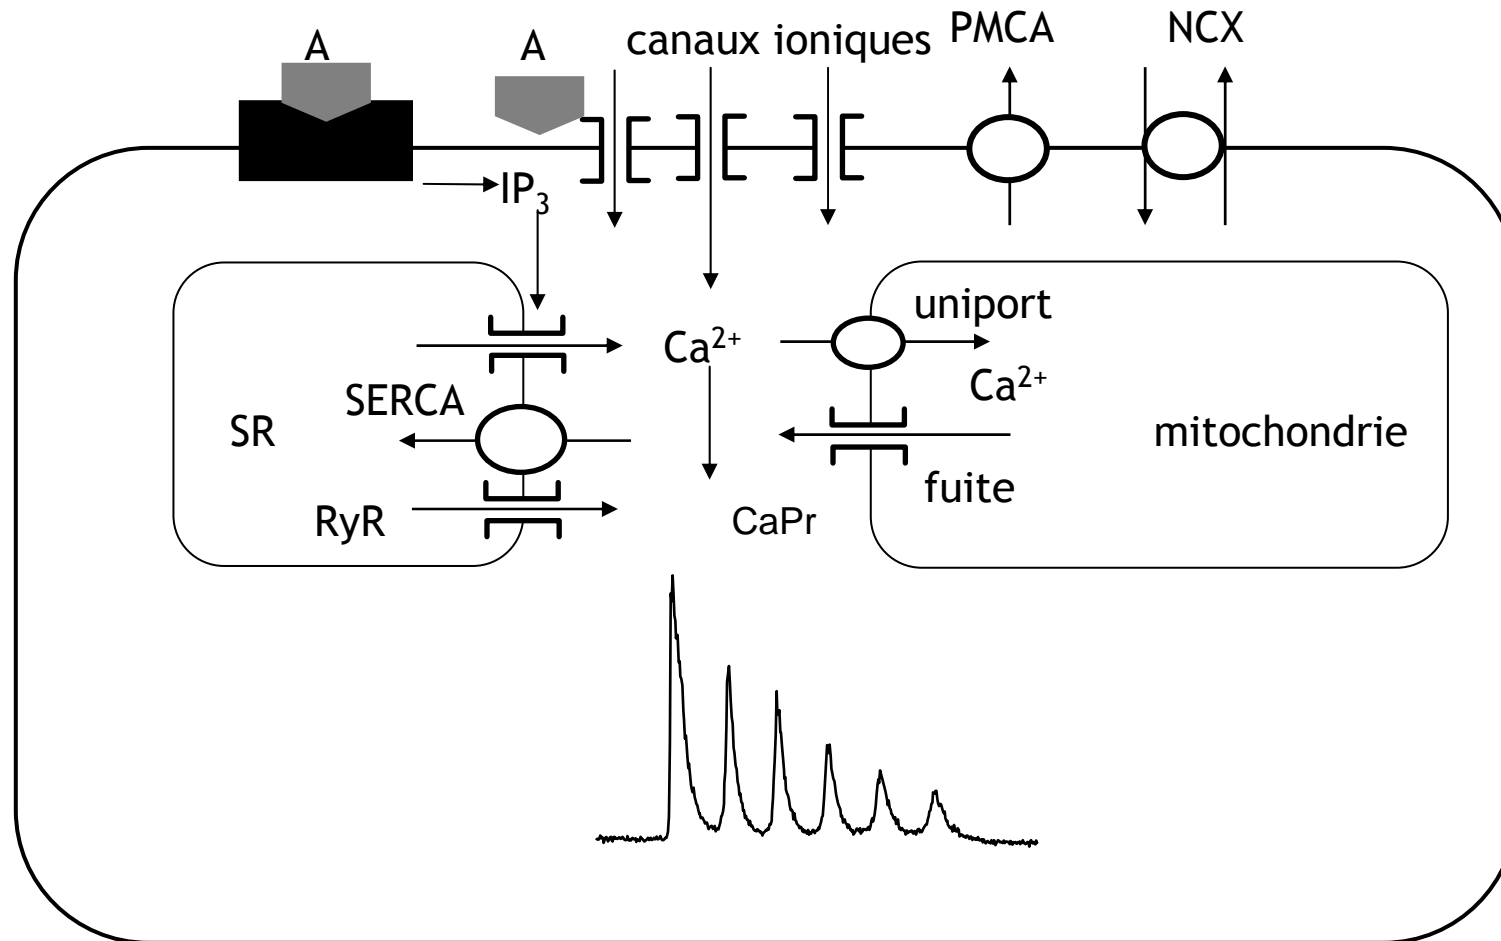 A
A
canaux ioniques
PMCA
NCX
IP₃
uniport
Ca²⁺
Ca²⁺
SERCA
SR
mitochondrie
fuite
RyR
CaPr